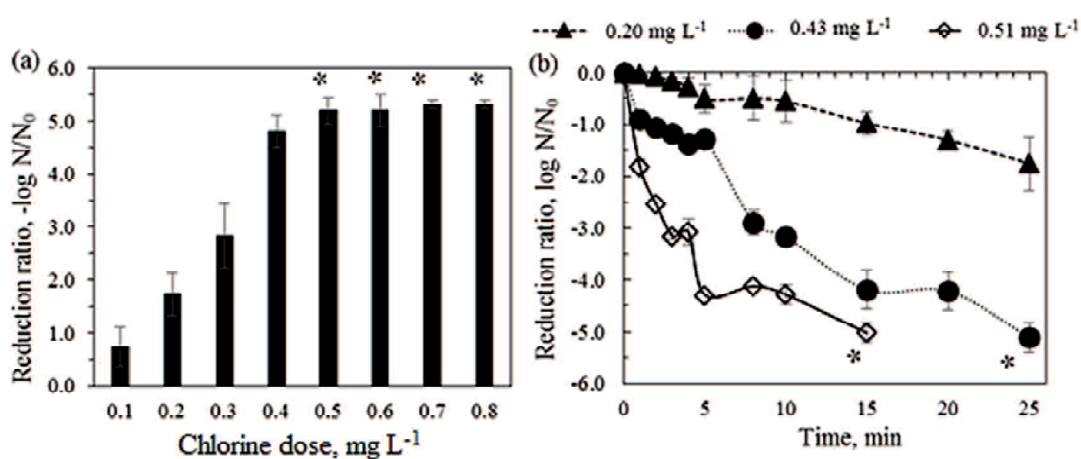 0.20 mg L-1 0.43 mg L-1 0.51 mg L-1
(a)
6.0
5.0
4.0
3.0
2.0
1.0
0.0
Reduction ratio, -log N/N0
* * * *
0.1 0.2 0.3 0.4 0.5 0.6 0.7 0.8
Chlorine dose, mg L-1
(b)
0.0
-1.0
-2.0
-3.0
-4.0
-5.0
-6.0
Reduction ratio, log N/N0
* *
0 5 10 15 20 25
Time, min